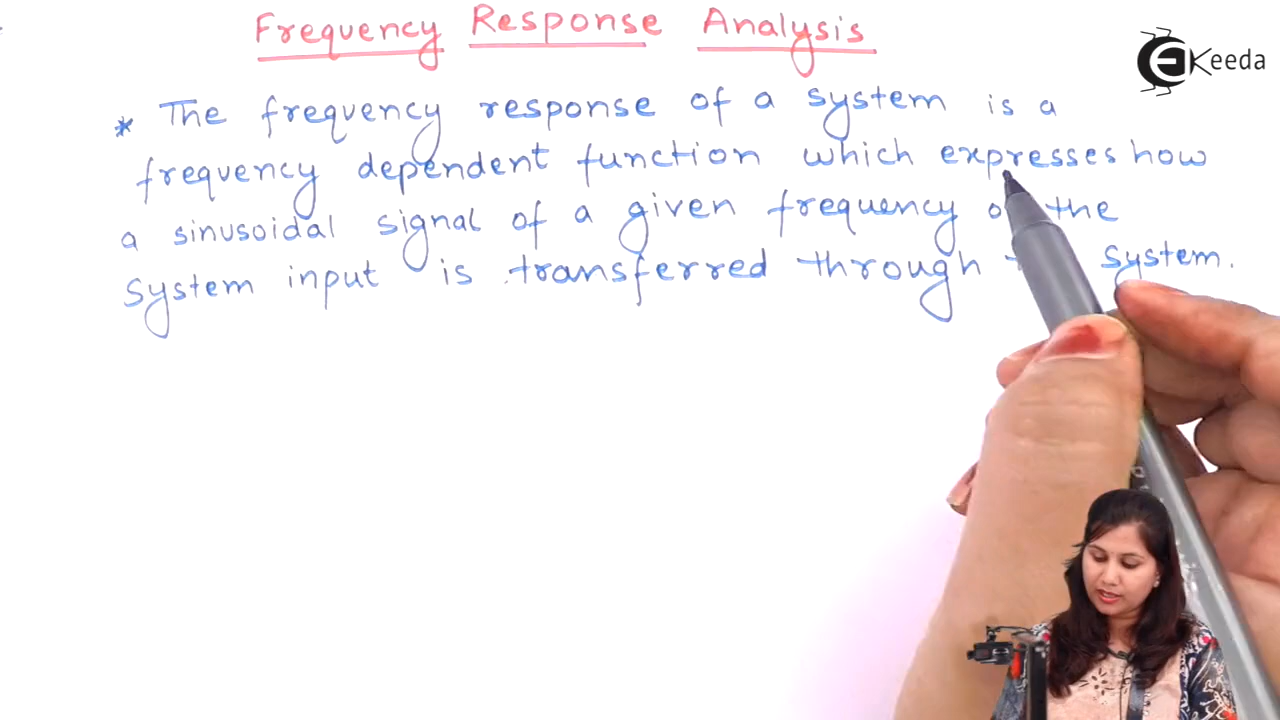 Frequency Response Analysis
Keeda
* The frequency response of a system is a
frequency dependent function which expresses how
a sinusoidal signal of a given frequency the
system input is transferred through system.